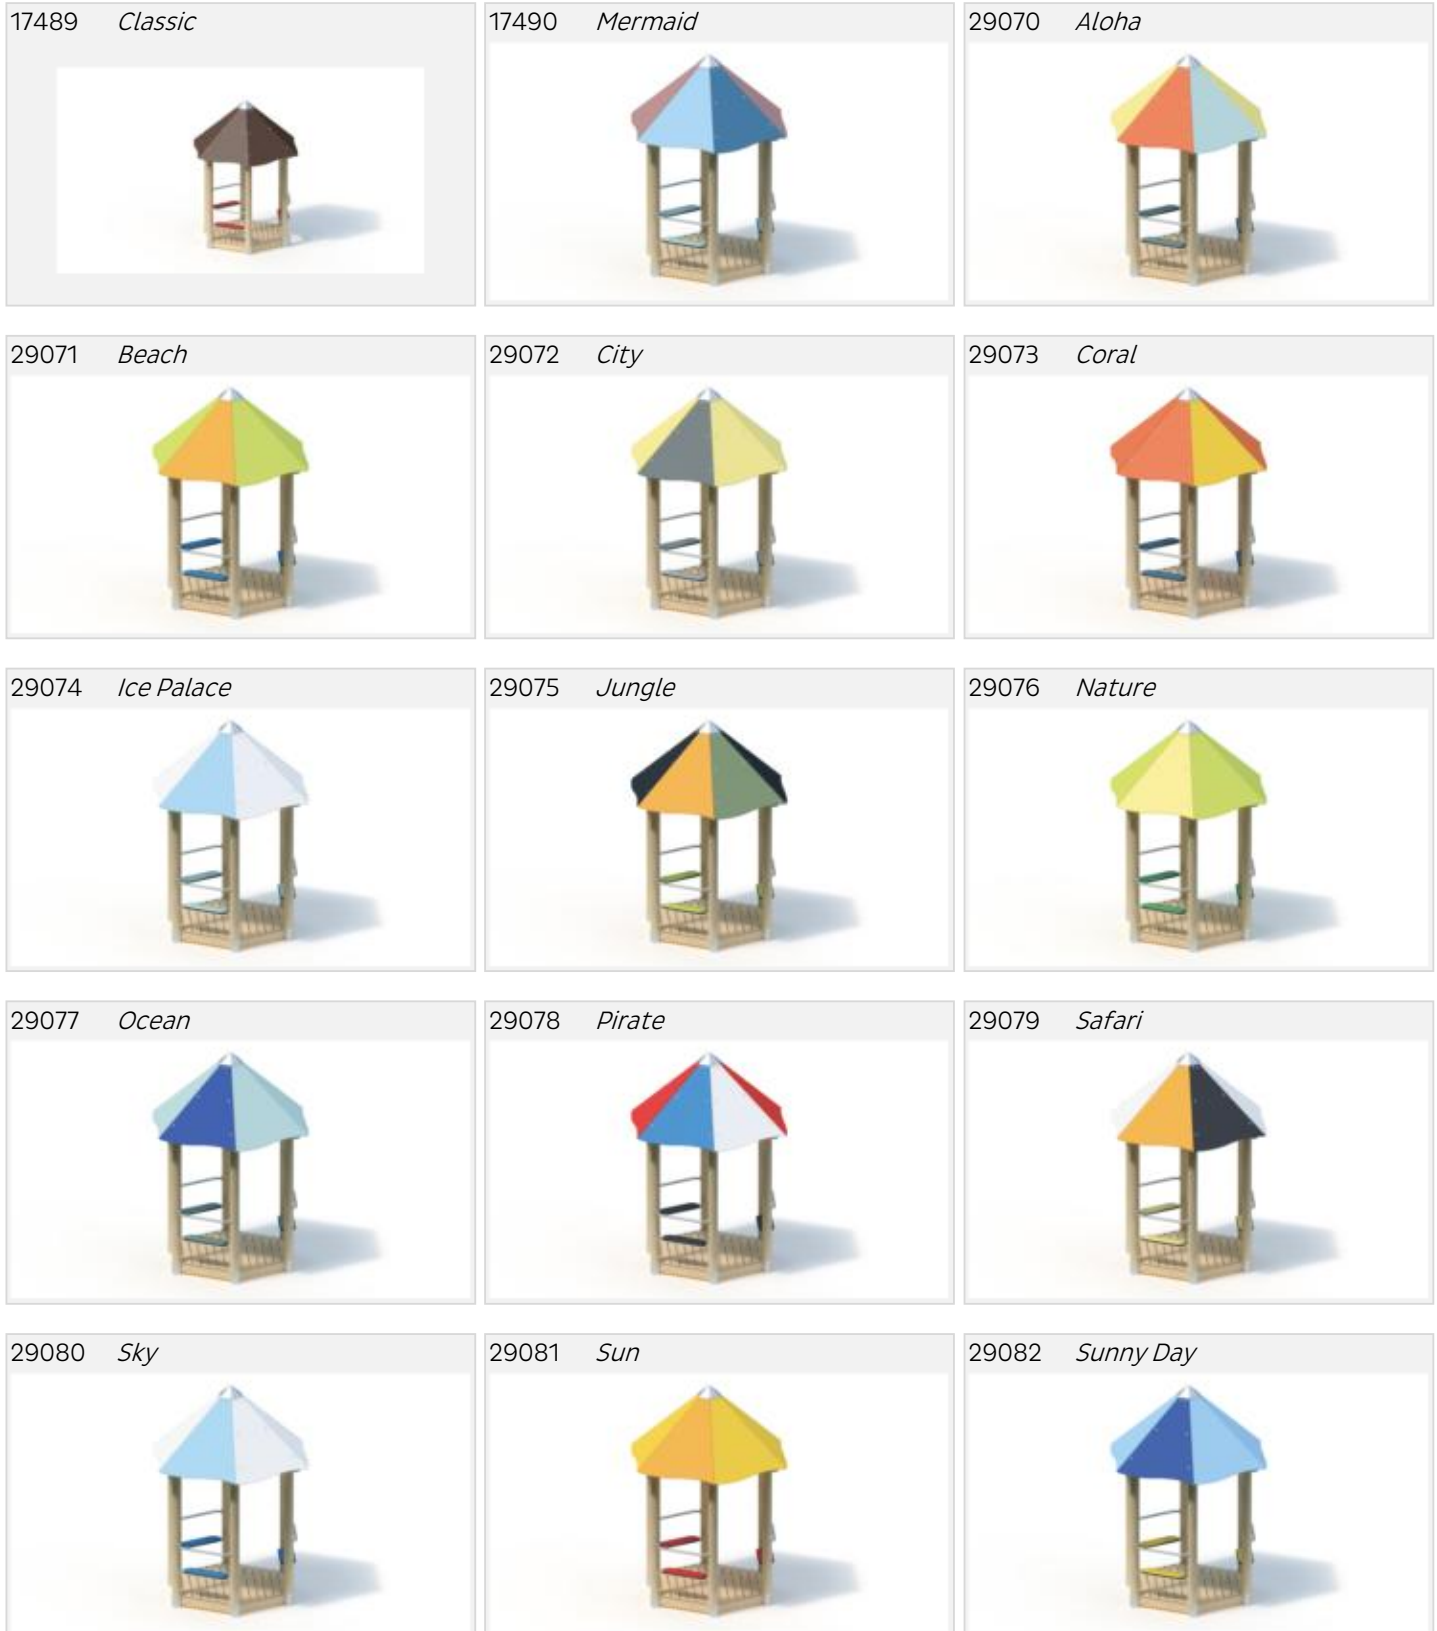 17489 Classic
17490 Mermaid
29070 Aloha
29071 Beach
29072 City
29073 Coral
29074 Ice Palace
29075 Jungle
29076 Nature
29077 Ocean
29078 Pirate
29079 Safari
29080 Sky
29081 Sun
29082 Sunny Day